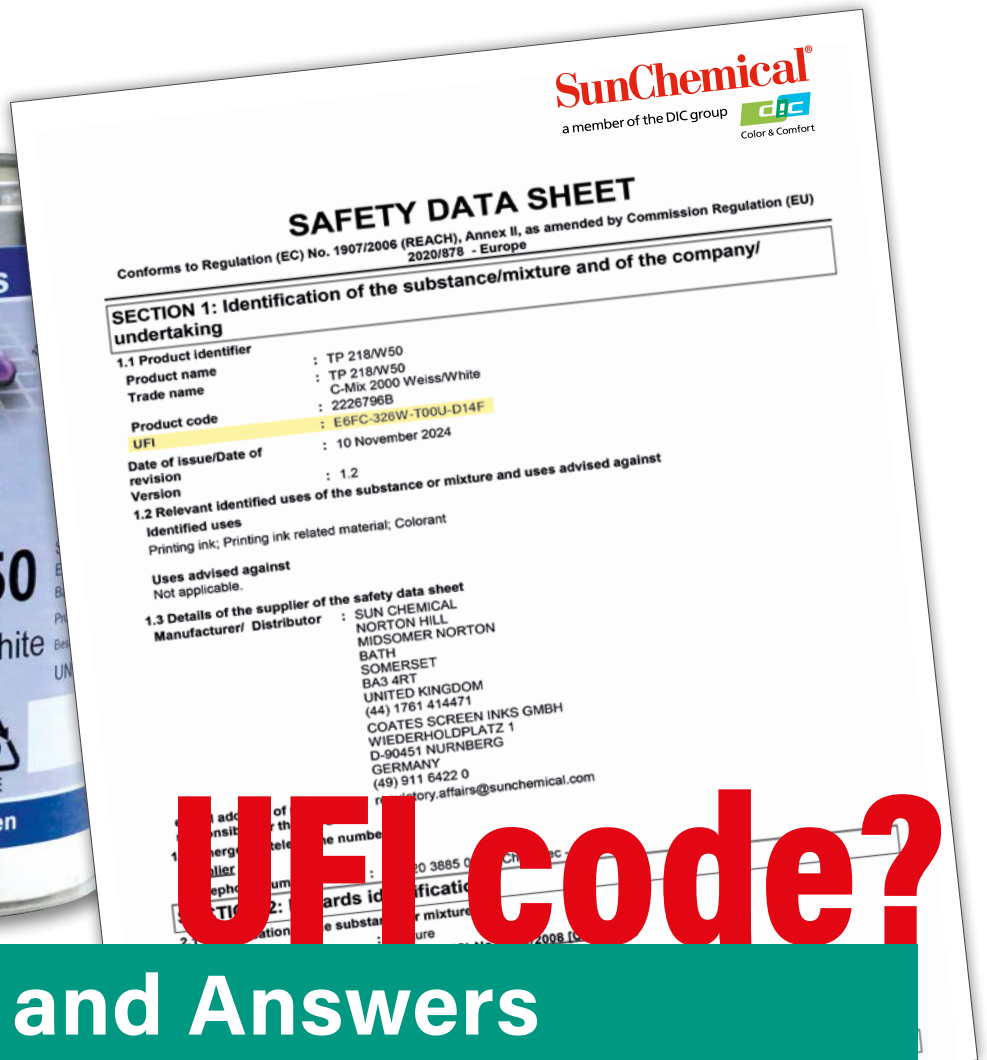 SunChemical®
a member of the DIC group
dic
Color & Comfort
SAFETY DATA SHEET
Conforms to Regulation (EC) No. 1907/2006 (REACH), Annex II, as amended by Commission Regulation (EU)
2020/878 - Europe
SECTION 1: Identification of the substance/mixture and of the company/
undertaking
1.1 Product identifier
Product name : TP 218/W50
Trade name : TP 218/W50
C-Mix 2000 Weiss/White
Product code : 2226796B
UFI : E6FC-326W-T00U-D14F
Date of issue/Date of : 10 November 2024
revision
Version : 1.2
1.2 Relevant identified uses of the substance or mixture and uses advised against
Identified uses
Printing ink; Printing ink related material; Colorant
Uses advised against
Not applicable.
1.3 Details of the supplier of the safety data sheet
Manufacturer/ Distributor : SUN CHEMICAL
NORTON HILL
MIDSOMER NORTON
BATH
SOMERSET
BA3 4RT
UNITED KINGDOM
(44) 1761 414471
COATES SCREEN INKS GMBH
WIEDERHOLDPLATZ 1
D-90451 NURNBERG
GERMANY
(49) 911 6422 0
UFI code?
and Answers